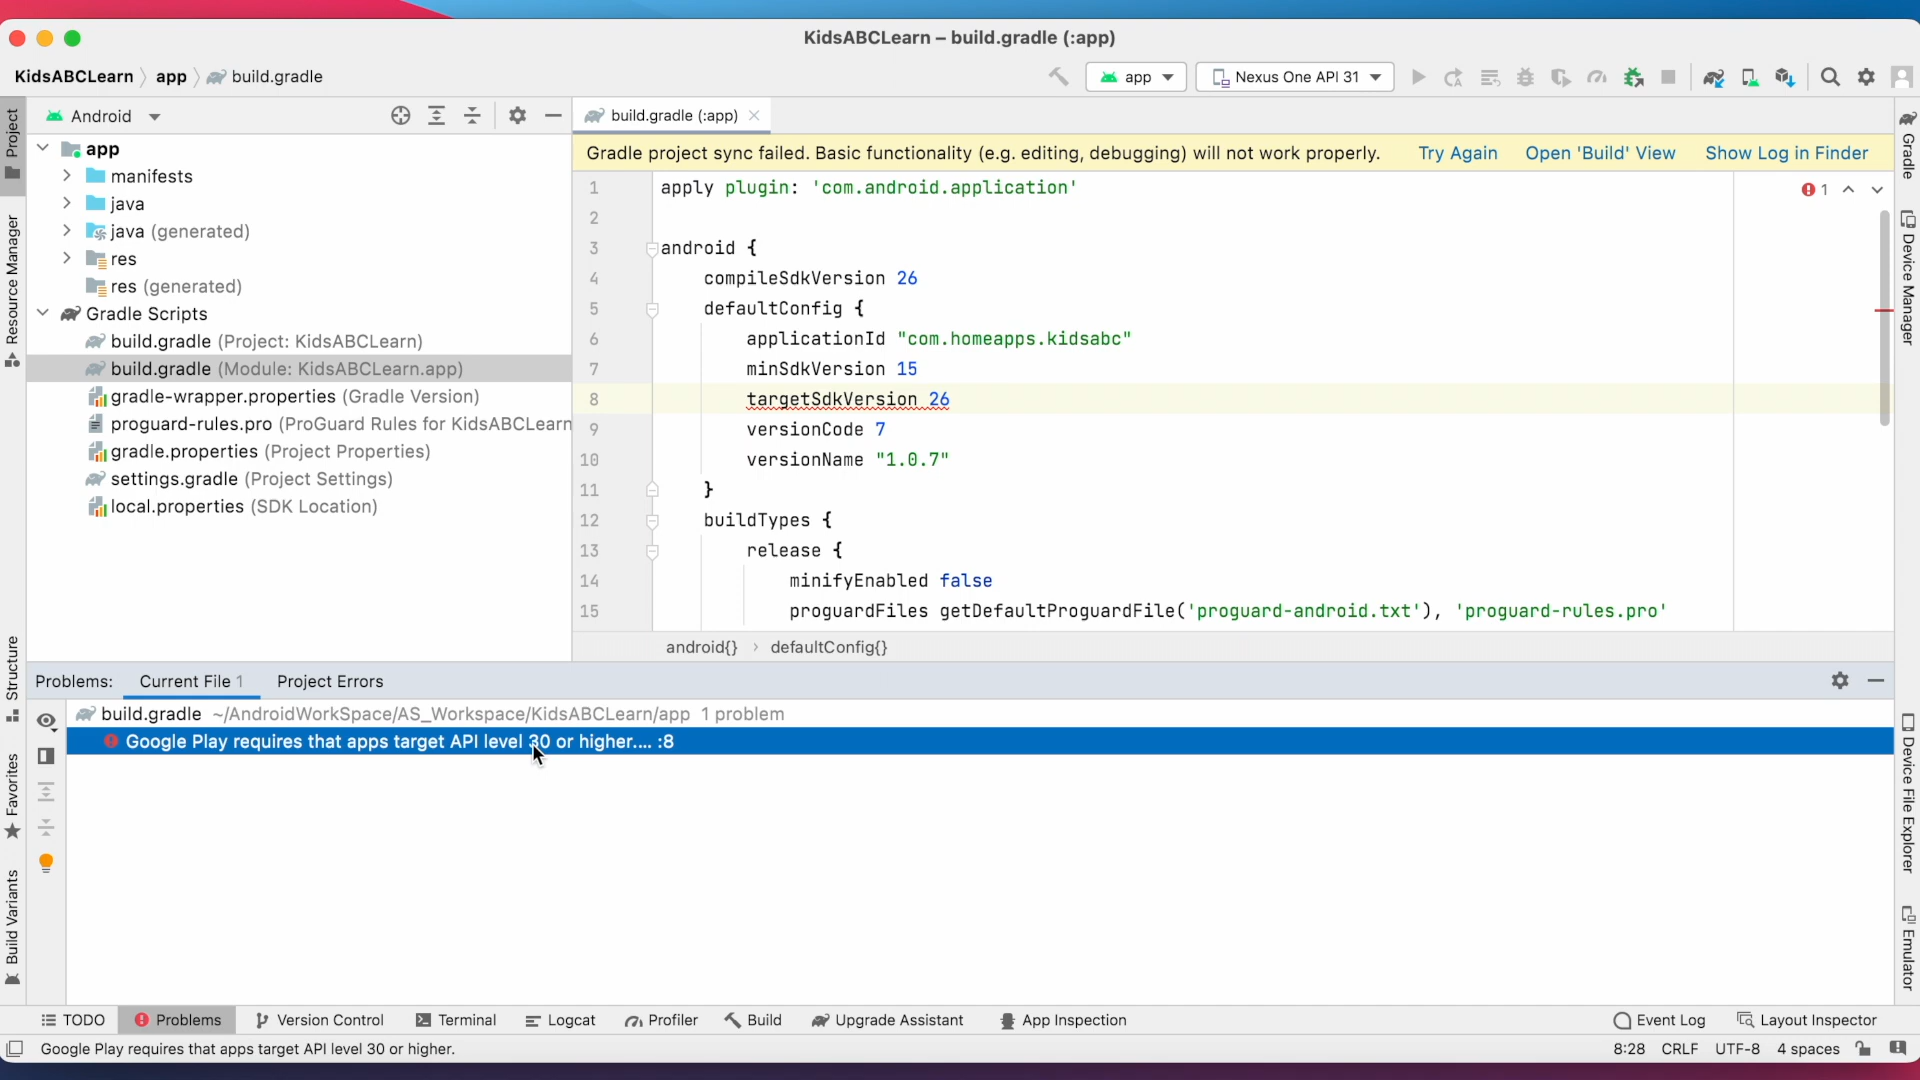 KidsABCLearn – build.gradle (:app)
KidsABCLearn 〉 app 〉 build.gradle
app
Nexus One API 31
Project
Resource Manager
Structure
Favorites
Build Variants
Android
app
manifests
java
java (generated)
res
res (generated)
Gradle Scripts
build.gradle (Project: KidsABCLearn)
build.gradle (Module: KidsABCLearn.app)
gradle-wrapper.properties (Gradle Version)
proguard-rules.pro (ProGuard Rules for KidsABCLearn
gradle.properties (Project Properties)
settings.gradle (Project Settings)
local.properties (SDK Location)
build.gradle (:app)
Gradle project sync failed. Basic functionality (e.g. editing, debugging) will not work properly. Try Again Open 'Build' View Show Log in Finder
1 apply plugin: 'com.android.application'
1
2
3 android {
4 compileSdkVersion 26
5 defaultConfig {
6 applicationId "com.homeapps.kidsabc"
7 minSdkVersion 15
8 targetSdkVersion 26
9 versionCode 7
10 versionName "1.0.7"
11 }
12 buildTypes {
13 release {
14 minifyEnabled false
15 proguardFiles getDefaultProguardFile('proguard-android.txt'), 'proguard-rules.pro'
android{} › defaultConfig{}
Gradle
Device Manager
Device File Explorer
Emulator
Problems: Current File 1 Project Errors
build.gradle ~/AndroidWorkSpace/AS_Workspace/KidsABCLearn/app 1 problem
Google Play requires that apps target API level 30 or higher.... :8
TODO Problems Version Control Terminal Logcat Profiler Build Upgrade Assistant App Inspection Event Log Layout Inspector
Google Play requires that apps target API level 30 or higher. 8:28 CRLF UTF-8 4 spaces